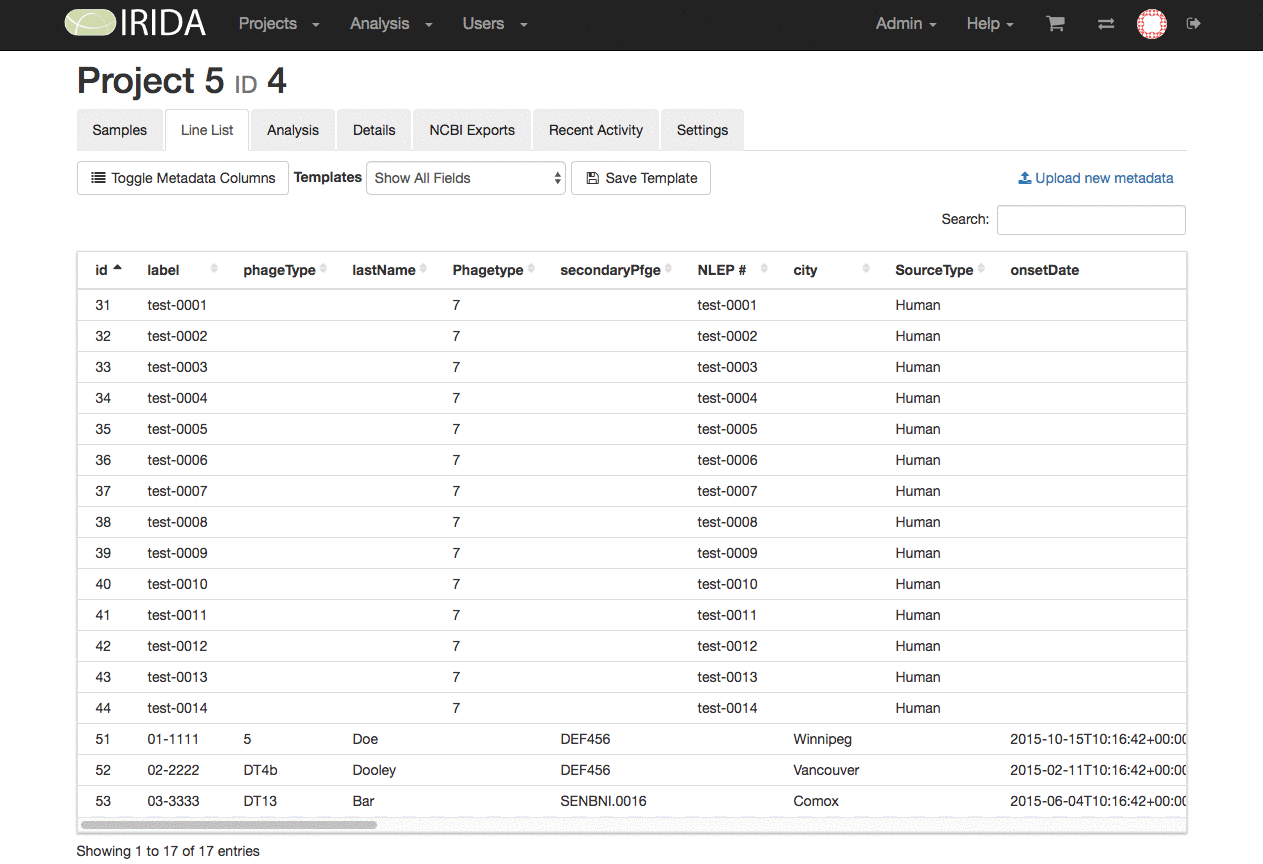 IRIDA Projects Analysis Users Admin Help
Project 5 ID 4
Samples Line List Analysis Details NCBI Exports Recent Activity Settings
Toggle Metadata Columns Templates Show All Fields Save Template Upload new metadata
Search:
id label phageType lastName Phagetype secondaryPfge NLEP # city SourceType onsetDate
31 test-0001 7 test-0001 Human
32 test-0002 7 test-0002 Human
33 test-0003 7 test-0003 Human
34 test-0004 7 test-0004 Human
35 test-0005 7 test-0005 Human
36 test-0006 7 test-0006 Human
37 test-0007 7 test-0007 Human
38 test-0008 7 test-0008 Human
39 test-0009 7 test-0009 Human
40 test-0010 7 test-0010 Human
41 test-0011 7 test-0011 Human
42 test-0012 7 test-0012 Human
43 test-0013 7 test-0013 Human
44 test-0014 7 test-0014 Human
51 01-1111 5 Doe DEF456 Winnipeg 2015-10-15T10:16:42+00:00
52 02-2222 DT4b Dooley DEF456 Vancouver 2015-02-11T10:16:42+00:00
53 03-3333 DT13 Bar SENBNI.0016 Comox 2015-06-04T10:16:42+00:00
Showing 1 to 17 of 17 entries